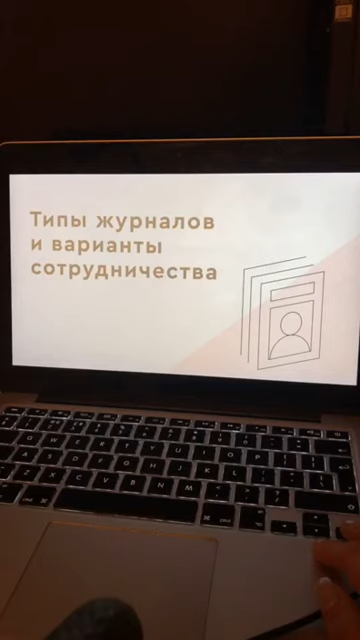 Типы журналов
и варианты
сотрудничества
Q W E R T Y U I O P
A S D F G H J K L
Z X C V B N M